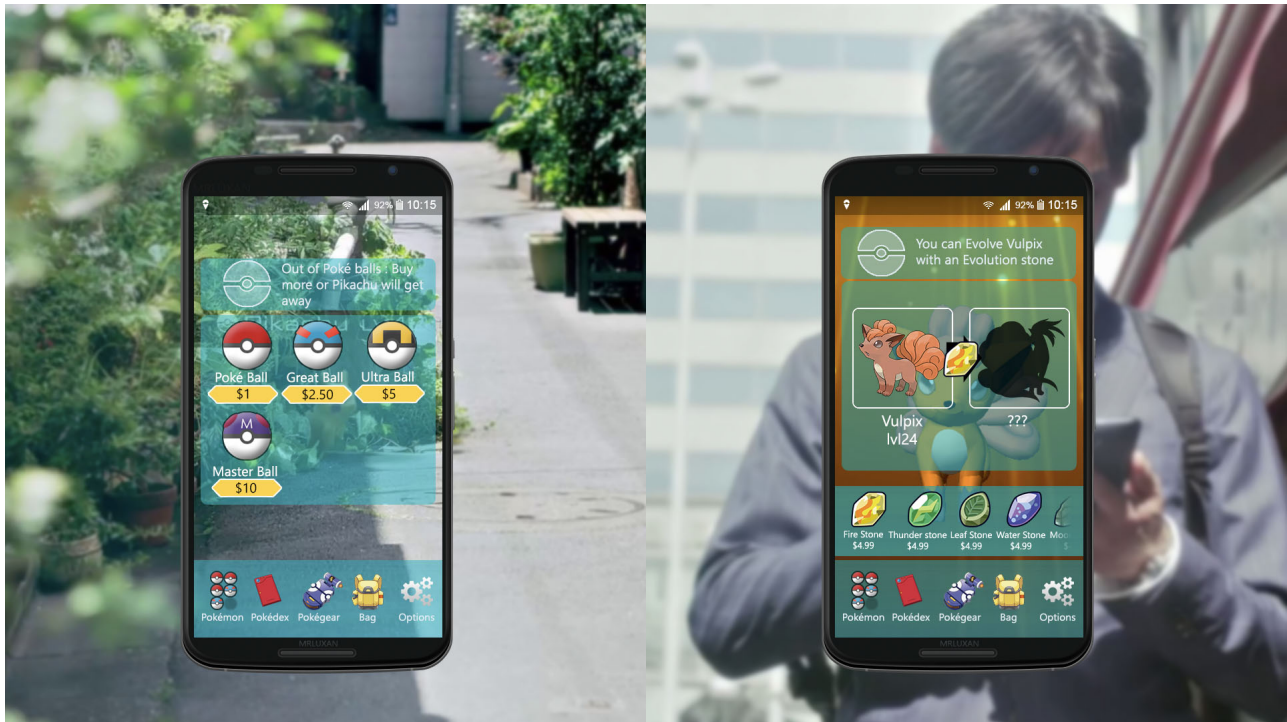 92% 10:15
Out of Poké balls : Buy
more or Pikachu will get
away
Poké Ball Great Ball Ultra Ball
$1 $2.50 $5
M
Master Ball
$10
Pokémon Pokédex Pokégear Bag Options
MRLUXAN
92% 10:15
You can Evolve Vulpix
with an Evolution stone
Vulpix
lvl24
???
Fire Stone Thunder stone Leaf Stone Water Stone
$4.99 $4.99 $4.99 $4.99
Pokémon Pokédex Pokégear Bag Options
MRLUXAN